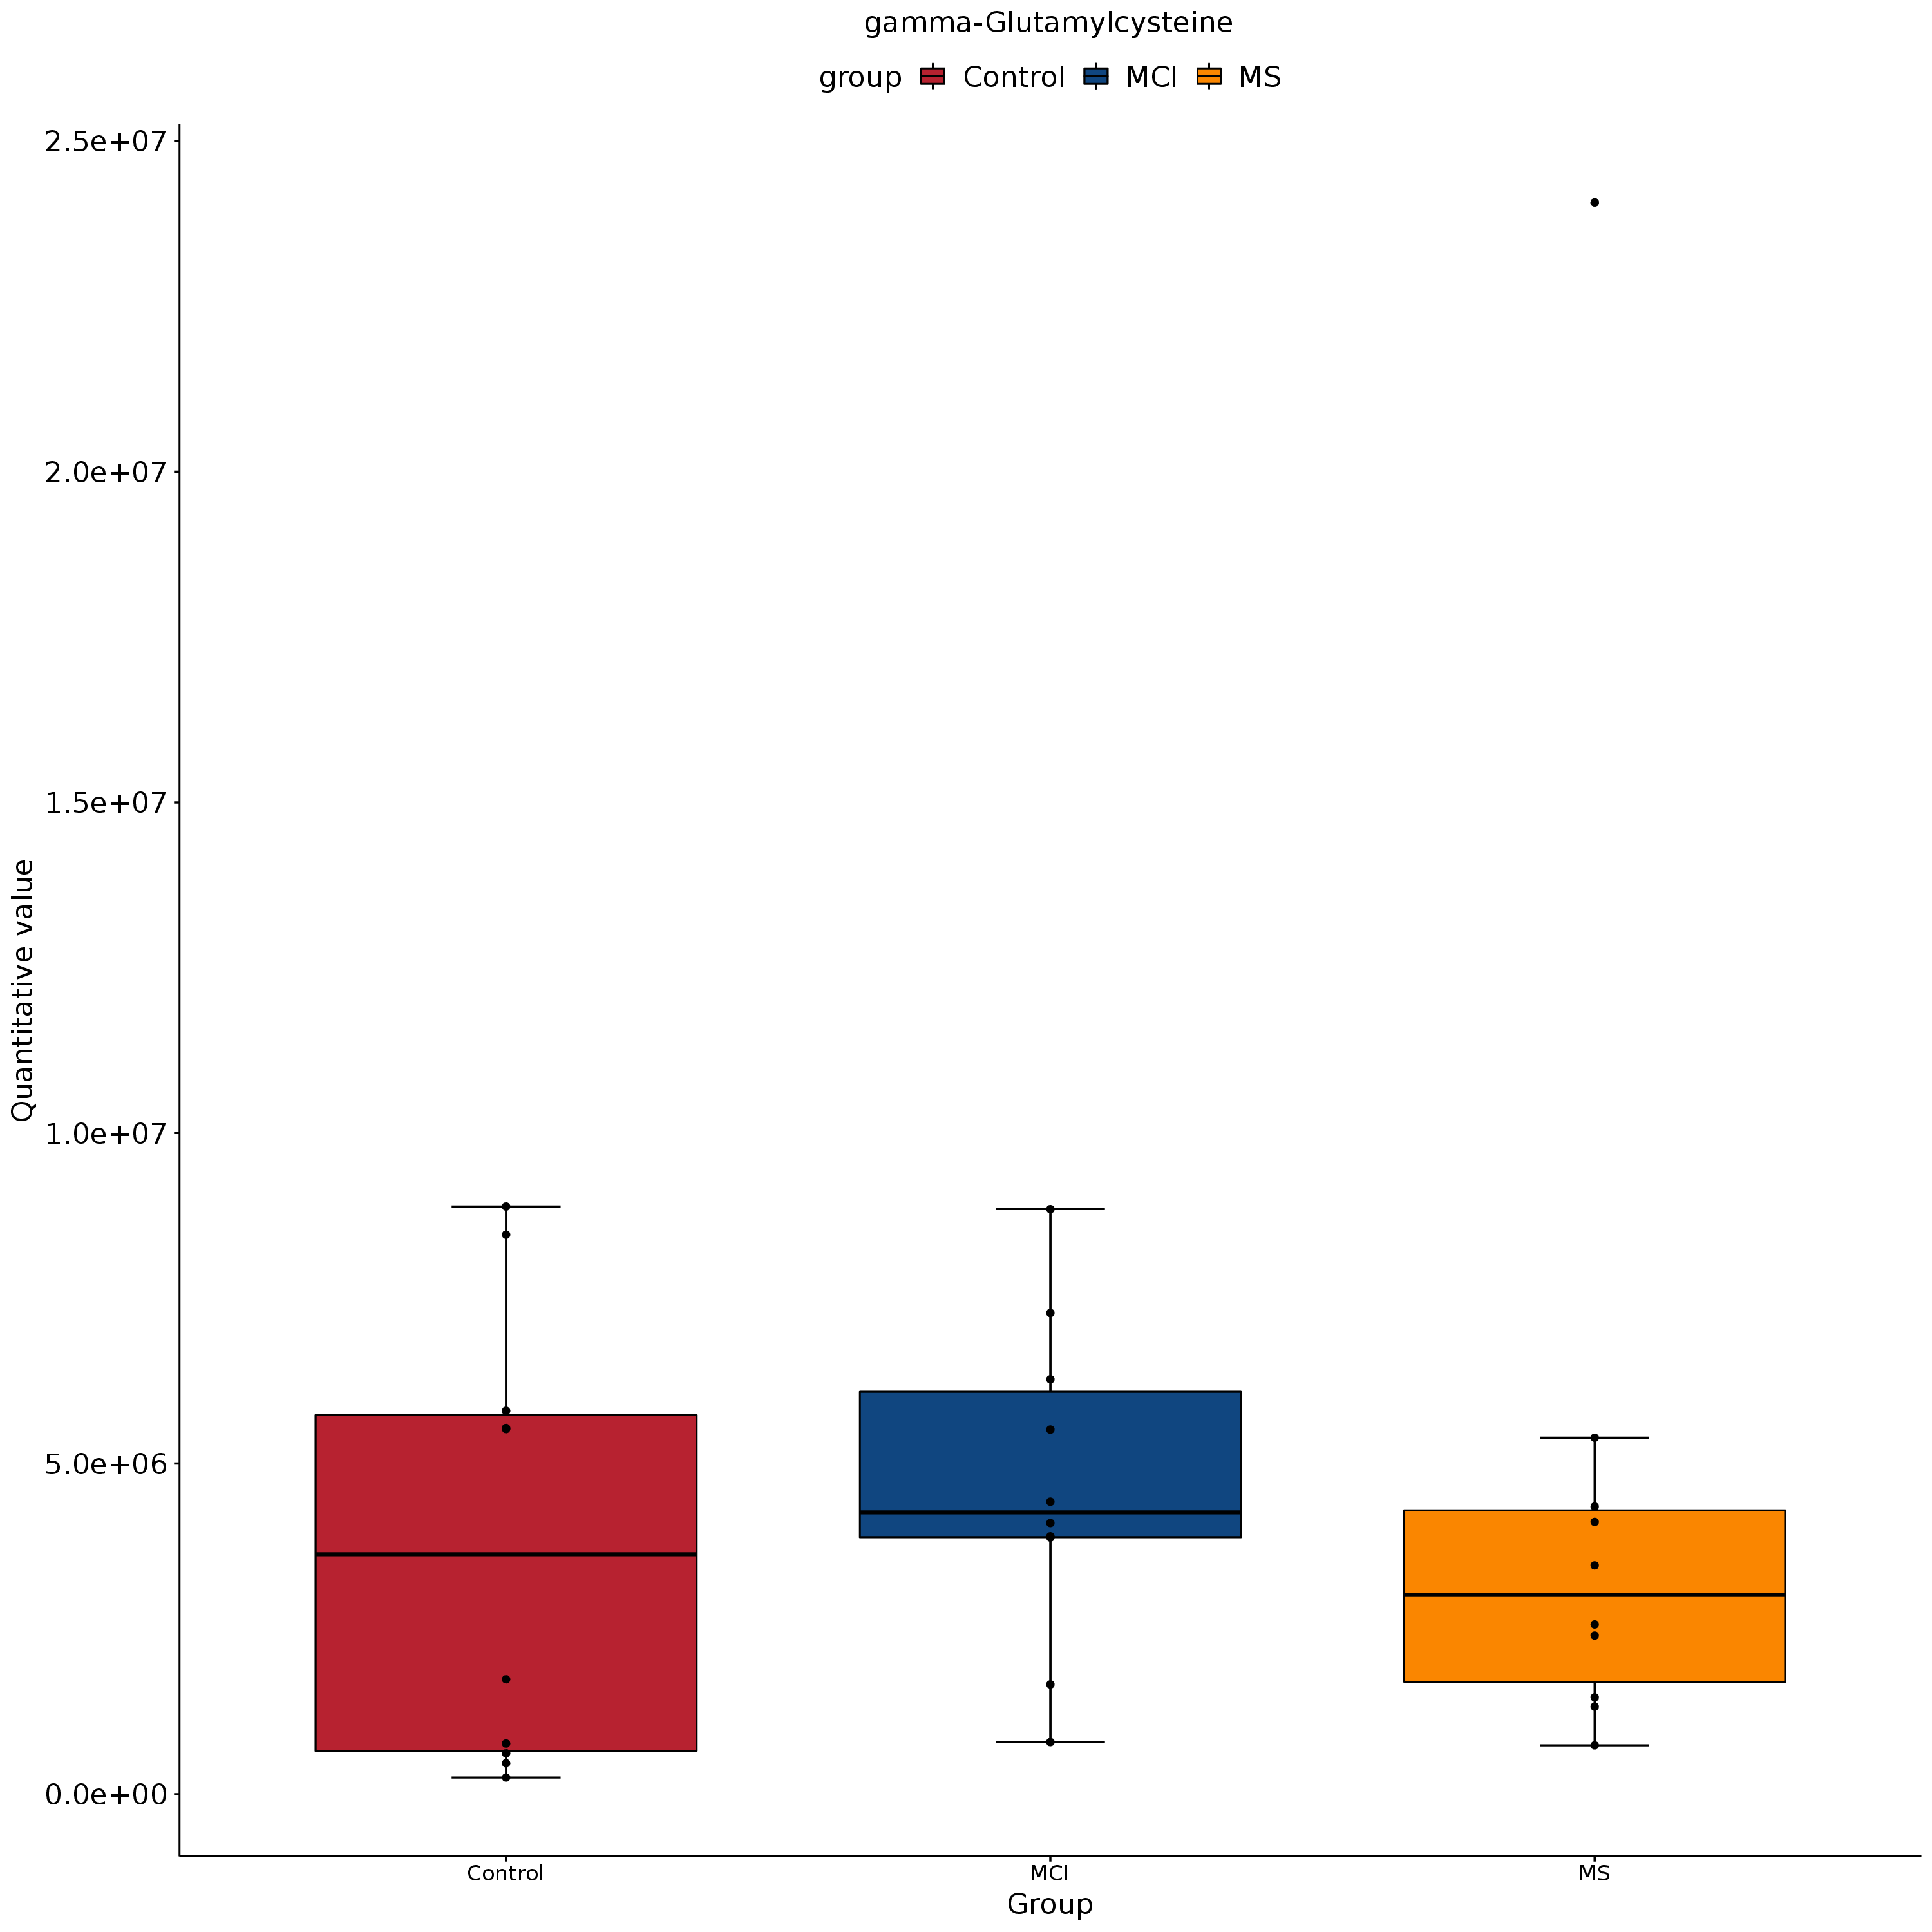 gamma-Glutamylcysteine
group Control MCI MS
2.5e+07
2.0e+07
1.5e+07
1.0e+07
5.0e+06
0.0e+00
Quantitative value
Control MCI MS
Group